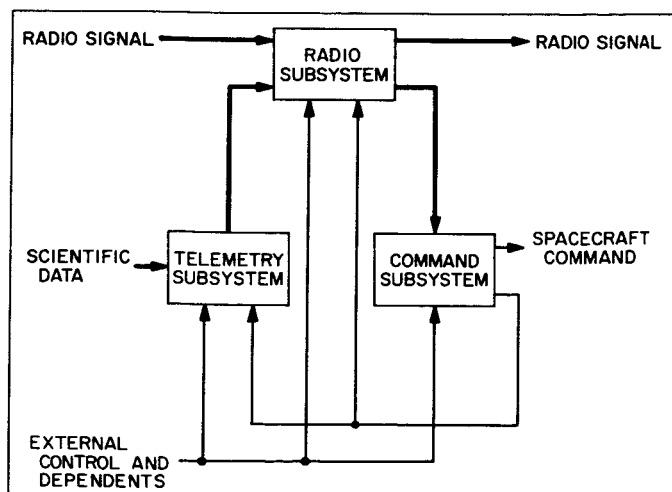 RADIO SIGNAL
RADIO
SUBSYSTEM
RADIO SIGNAL
SCIENTIFIC
DATA
TELEMETRY
SUBSYSTEM
COMMAND
SUBSYSTEM
SPACECRAFT
COMMAND
EXTERNAL
CONTROL AND
DEPENDENTS